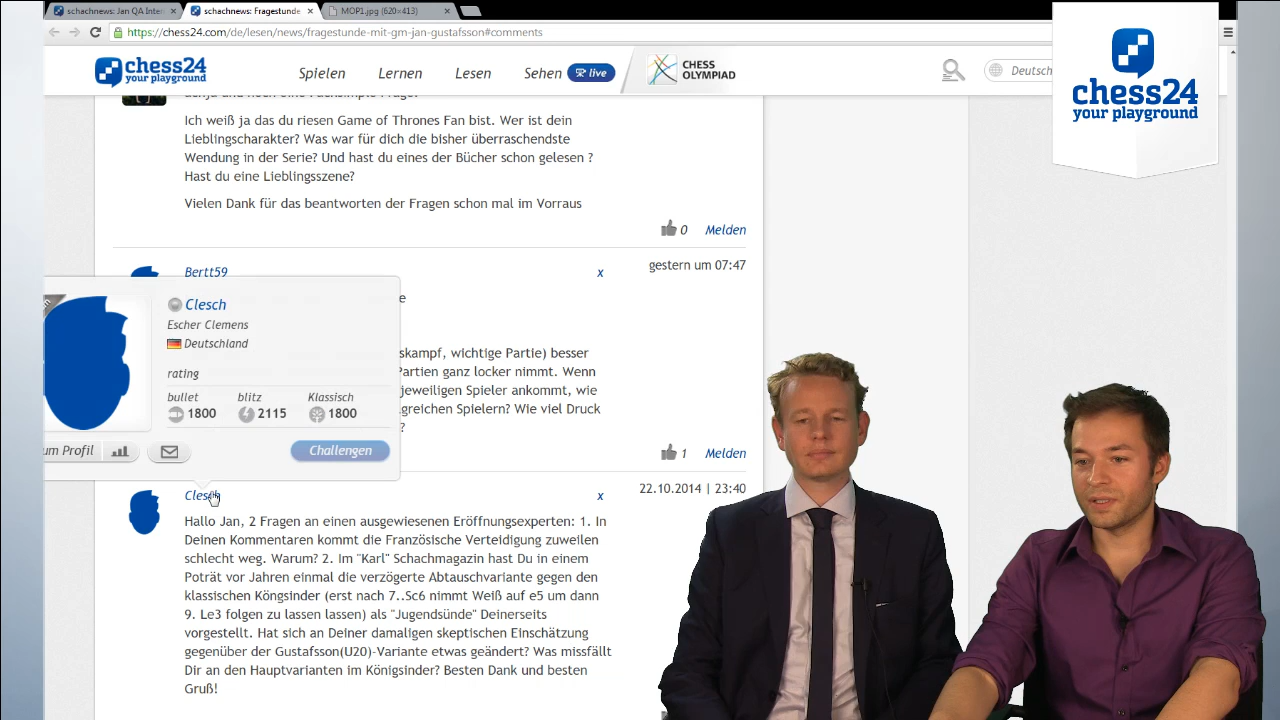 schachnews: Jan QA Inter
schachnews: Fragestunde
MOP1.jpg (620×413)
https://chess24.com/de/lesen/news/fragestunde-mit-gm-jan-gustafsson#comments
chess24
your playground
Spielen
Lernen
Lesen
Sehen
live
CHESS
OLYMPIAD
Deutsch
chess24
your playground
Ich weiß ja das du riesen Game of Thrones Fan bist. Wer ist dein
Lieblingscharakter? Was war für dich die bisher überraschendste
Wendung in der Serie? Und hast du eines der Bücher schon gelesen ?
Hast du eine Lieblingsszene?
Vielen Dank für das beantworten der Fragen schon mal im Vorraus
0 Melden
Bertt59
x
gestern um 07:47
e
skampf, wichtige Partie) besser
Partien ganz locker nimmt. Wenn
jeweiligen Spieler ankommt, wie
greichen Spielern? Wie viel Druck
?
Clesch
Escher Clemens
Deutschland
rating
bullet blitz Klassisch
1800 2115 1800
um Profil
Challengen
1 Melden
Clesch
x
22.10.2014 | 23:40
Hallo Jan, 2 Fragen an einen ausgewiesenen Eröffnungsexperten: 1. In
Deinen Kommentaren kommt die Französische Verteidigung zuweilen
schlecht weg. Warum? 2. Im "Karl" Schachmagazin hast Du in einem
Poträt vor Jahren einmal die verzögerte Abtauschvariante gegen den
klassischen Köngsinder (erst nach 7..Sc6 nimmt Weiß auf e5 um dann
9. Le3 folgen zu lassen lassen) als "Jugendsünde" Deinerseits
vorgestellt. Hat sich an Deiner damaligen skeptischen Einschätzung
gegenüber der Gustafsson(U20)-Variante etwas geändert? Was missfällt
Dir an den Hauptvarianten im Königsinder? Besten Dank und besten
Gruß!